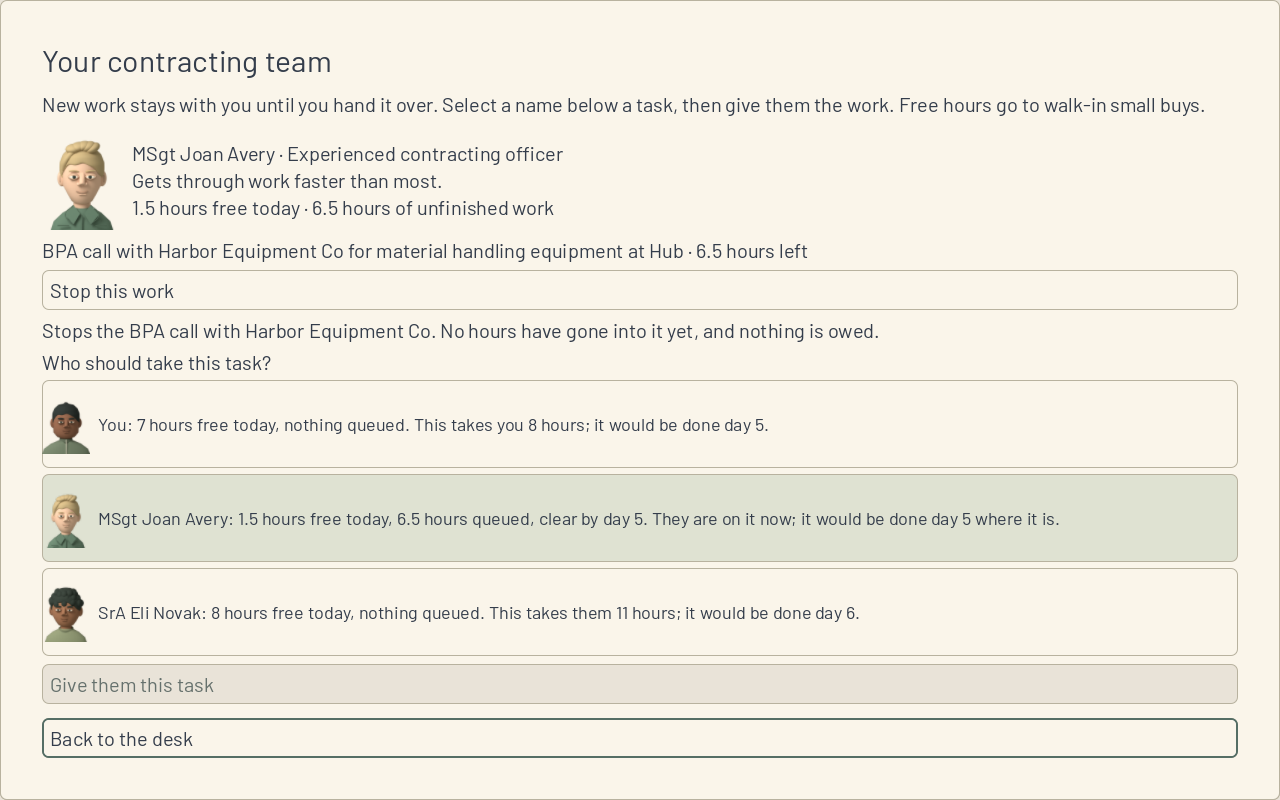 Your contracting team
New work stays with you until you hand it over. Select a name below a task, then give them the work. Free hours go to walk-in small buys.
MSgt Joan Avery · Experienced contracting officer
Gets through work faster than most.
1.5 hours free today · 6.5 hours of unfinished work
BPA call with Harbor Equipment Co for material handling equipment at Hub · 6.5 hours left
Stop this work
Stops the BPA call with Harbor Equipment Co. No hours have gone into it yet, and nothing is owed.
Who should take this task?
You: 7 hours free today, nothing queued. This takes you 8 hours; it would be done day 5.
MSgt Joan Avery: 1.5 hours free today, 6.5 hours queued, clear by day 5. They are on it now; it would be done day 5 where it is.
SrA Eli Novak: 8 hours free today, nothing queued. This takes them 11 hours; it would be done day 6.
Give them this task
Back to the desk